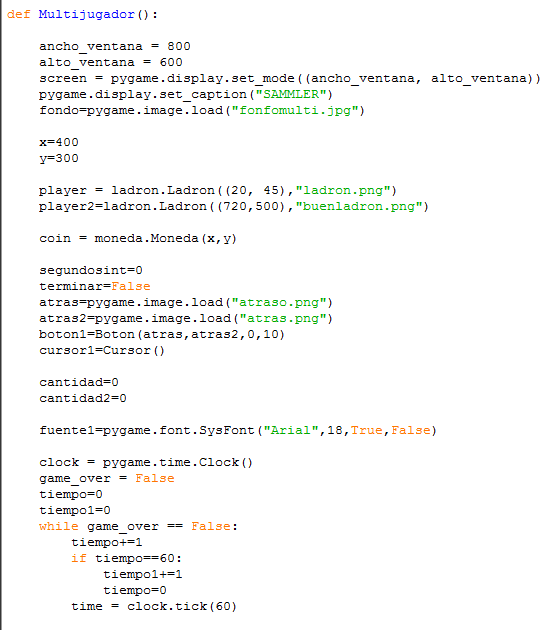 def Multijugador():
ancho_ventana = 800
alto_ventana = 600
screen = pygame.display.set_mode((ancho_ventana, alto_ventana))
pygame.display.set_caption("SAMMLER")
fondo=pygame.image.load("fonfomulti.jpg")
x=400
y=300
player = ladron.Ladron((20, 45),"ladron.png")
player2=ladron.Ladron((720,500),"buenladron.png")
coin = moneda.Moneda(x,y)
segundosint=0
terminar=False
atras=pygame.image.load("atraso.png")
atras2=pygame.image.load("atras.png")
boton1=Boton(atras,atras2,0,10)
cursor1=Cursor()
cantidad=0
cantidad2=0
fuente1=pygame.font.SysFont("Arial",18,True,False)
clock = pygame.time.Clock()
game_over = False
tiempo=0
tiempo1=0
while game_over == False:
tiempo+=1
if tiempo==60:
tiempo1+=1
tiempo=0
time = clock.tick(60)